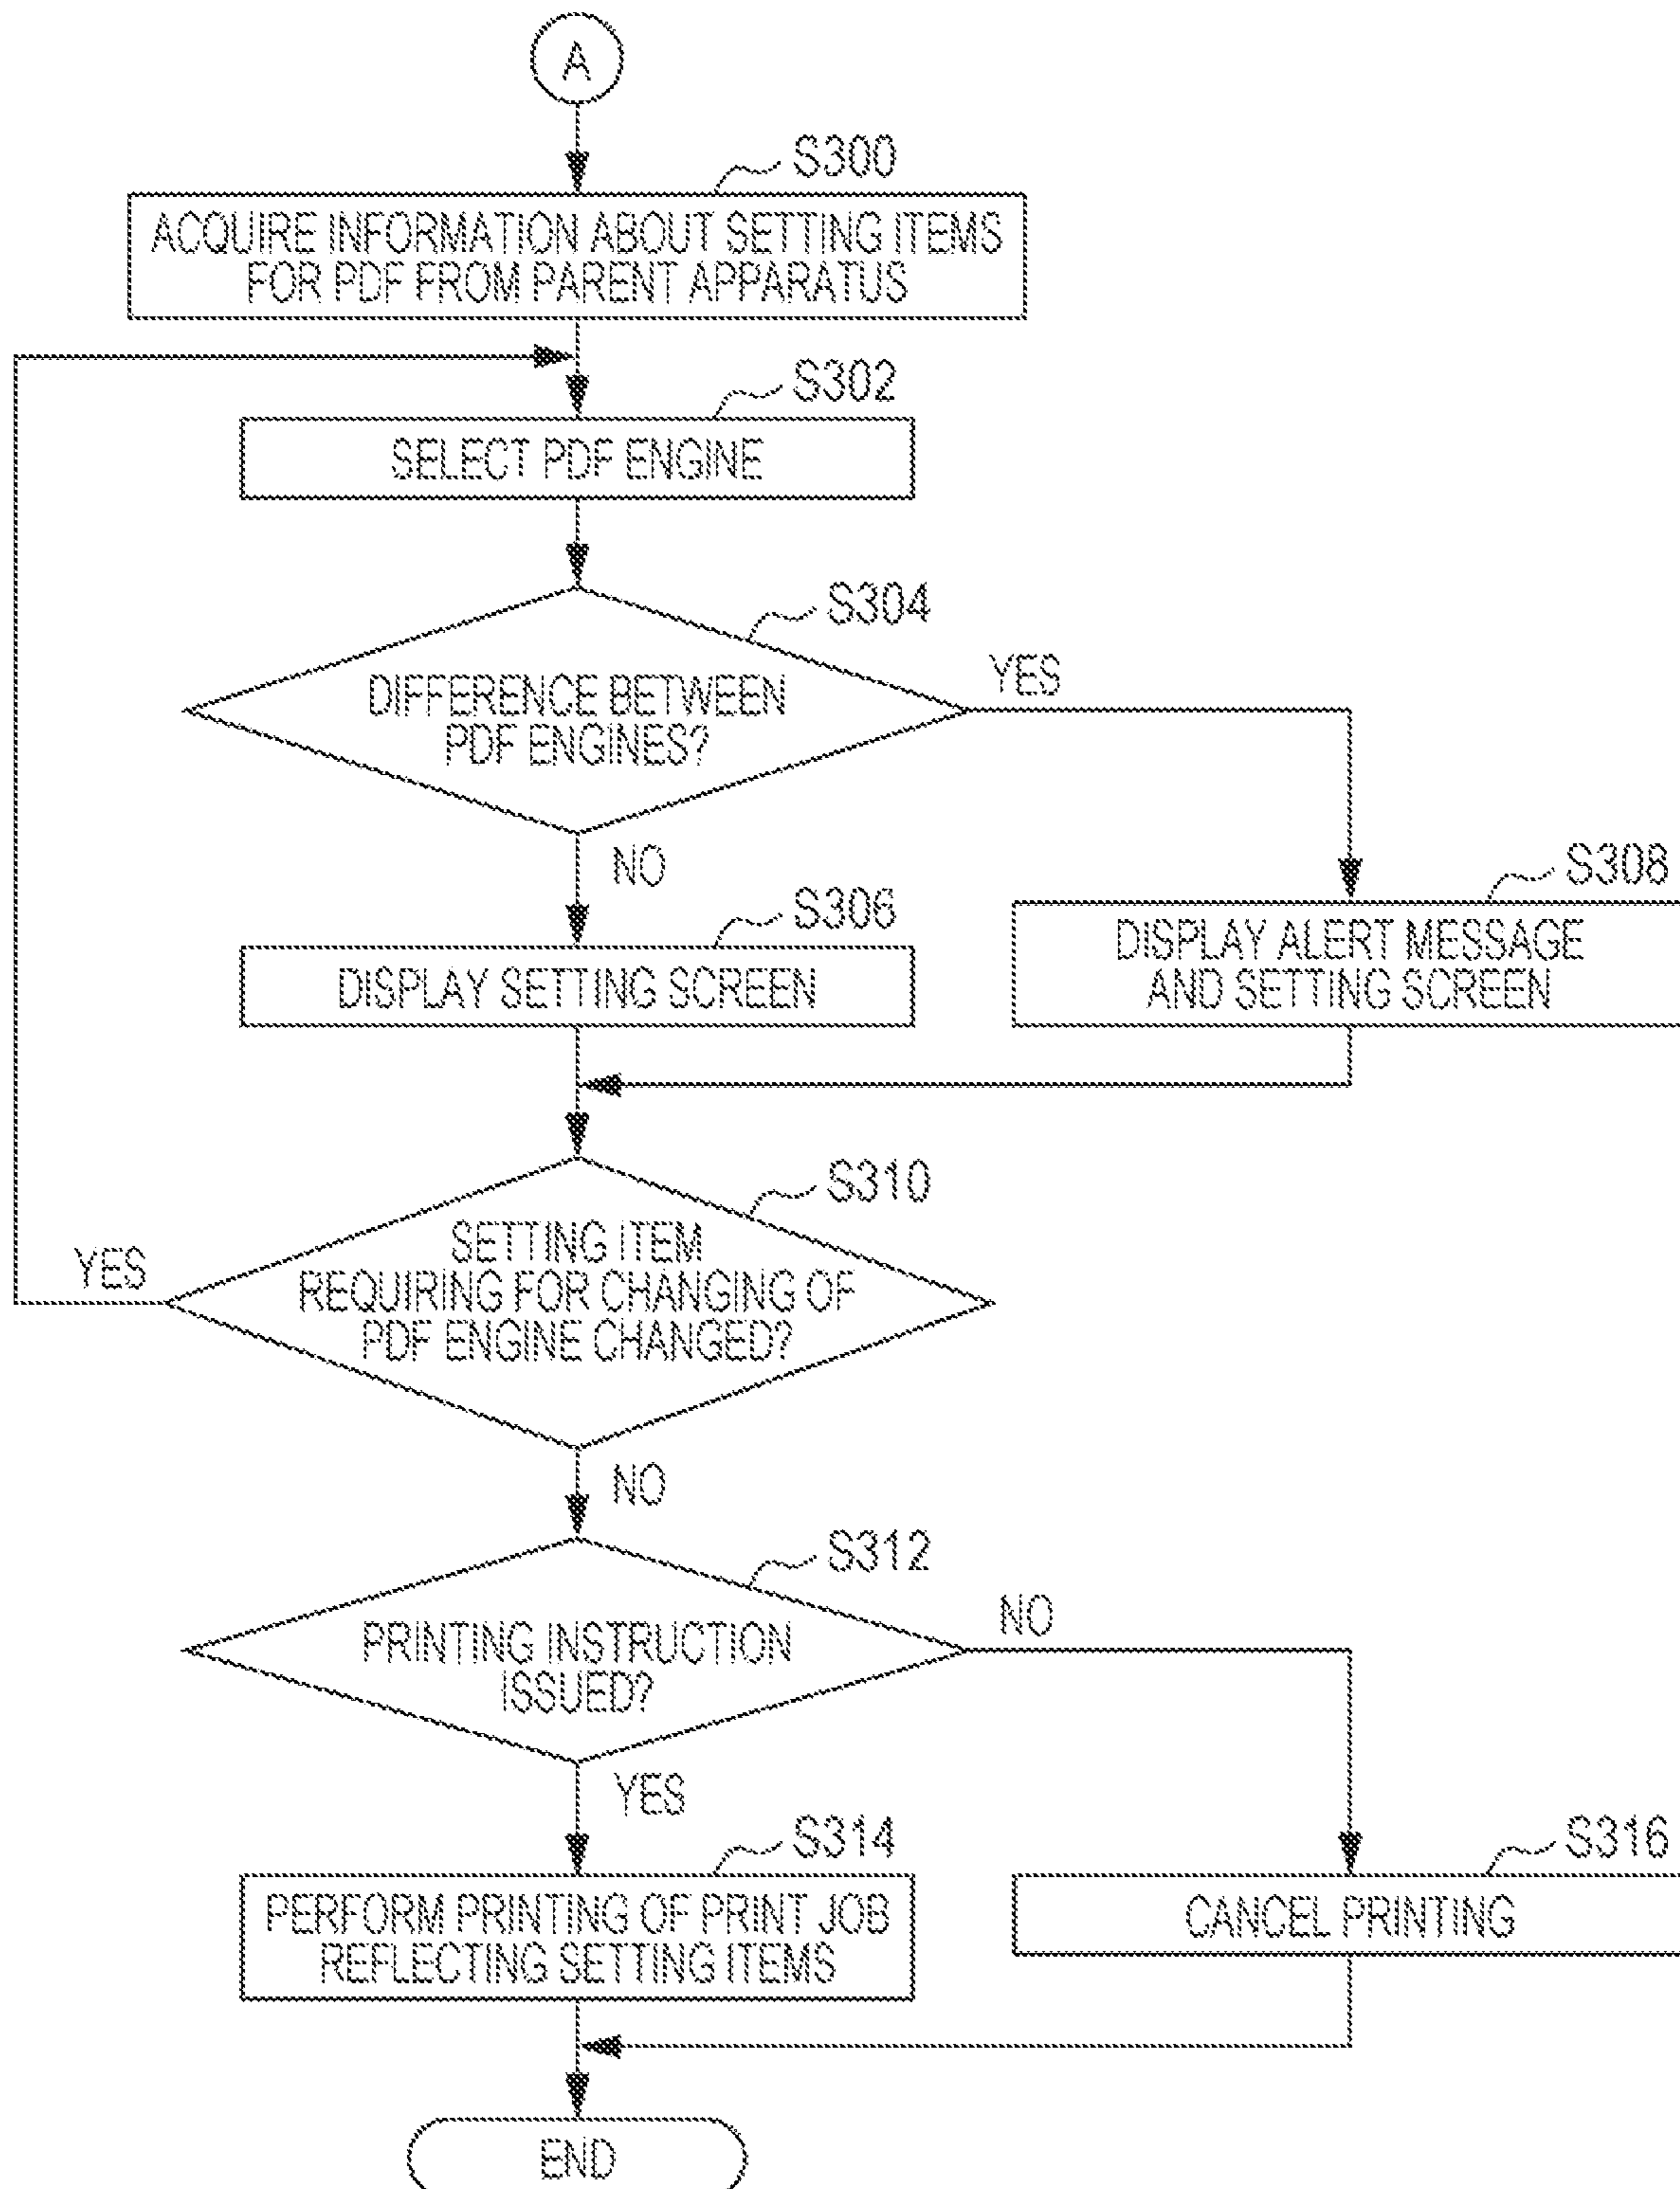 A
S300
ACQUIRE INFORMATION ABOUT SETTING ITEMS
FOR PDF FROM PARENT APPARATUS
S302
SELECT PDF ENGINE
S304
DIFFERENCE BETWEEN
PDF ENGINES?
YES
NO
S306
DISPLAY SETTING SCREEN
S308
DISPLAY ALERT MESSAGE
AND SETTING SCREEN
S310
SETTING ITEM
REQUIRING FOR CHANGING OF
PDF ENGINE CHANGED?
YES
NO
S312
PRINTING INSTRUCTION
ISSUED?
NO
YES
S314
PERFORM PRINTING OF PRINT JOB
REFLECTING SETTING ITEMS
S316
CANCEL PRINTING
END